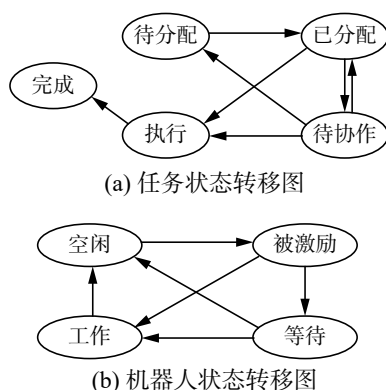 待分配
已分配
完成
执行
待协作
(a) 任务状态转移图
空闲
被激励
工作
等待
(b) 机器人状态转移图